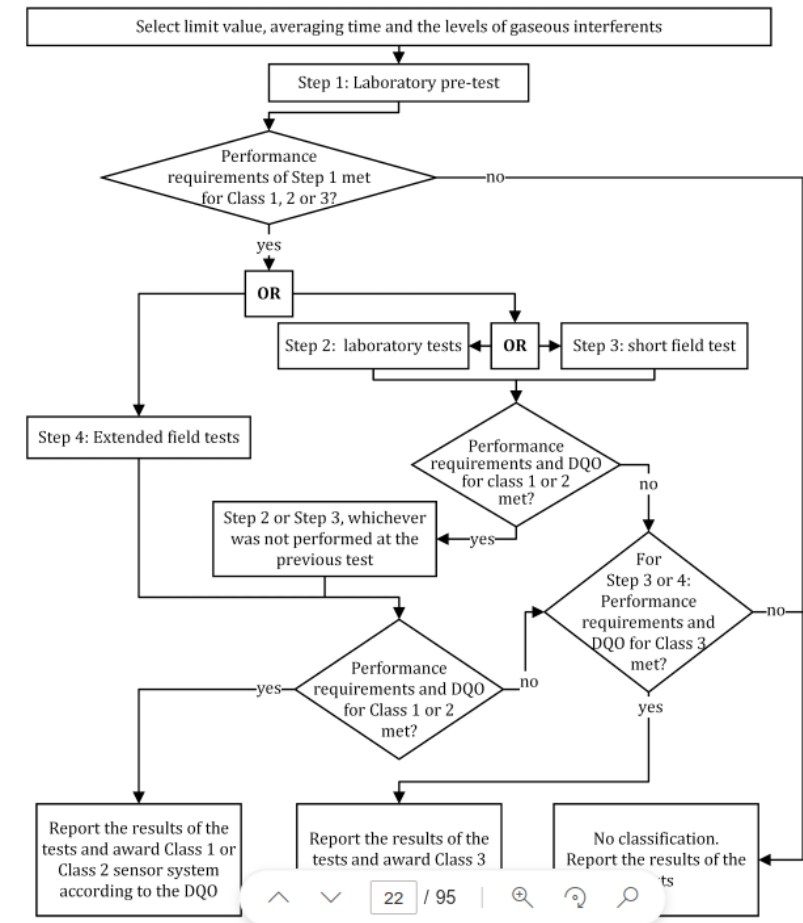 Select limit value, averaging time and the levels of gaseous interferents
Step 1: Laboratory pre-test
Performance
requirements of Step 1 met
for Class 1, 2 or 3?
no
yes
OR
Step 2: laboratory tests
OR
Step 3: short field test
Step 4: Extended field tests
Performance
requirements and DQO
for class 1 or 2
met?
no
Step 2 or Step 3, whichever
was not performed at the
previous test
yes
For
Step 3 or 4:
Performance
requirements and
DQO for Class 3
met?
no
Performance
requirements and DQO
for Class 1 or 2
met?
yes
no
yes
Report the results of the
tests and award Class 1 or
Class 2 sensor system
according to the DQO
Report the results of the
tests and award Class 3
No classification.
Report the results of the
ts
22 / 95